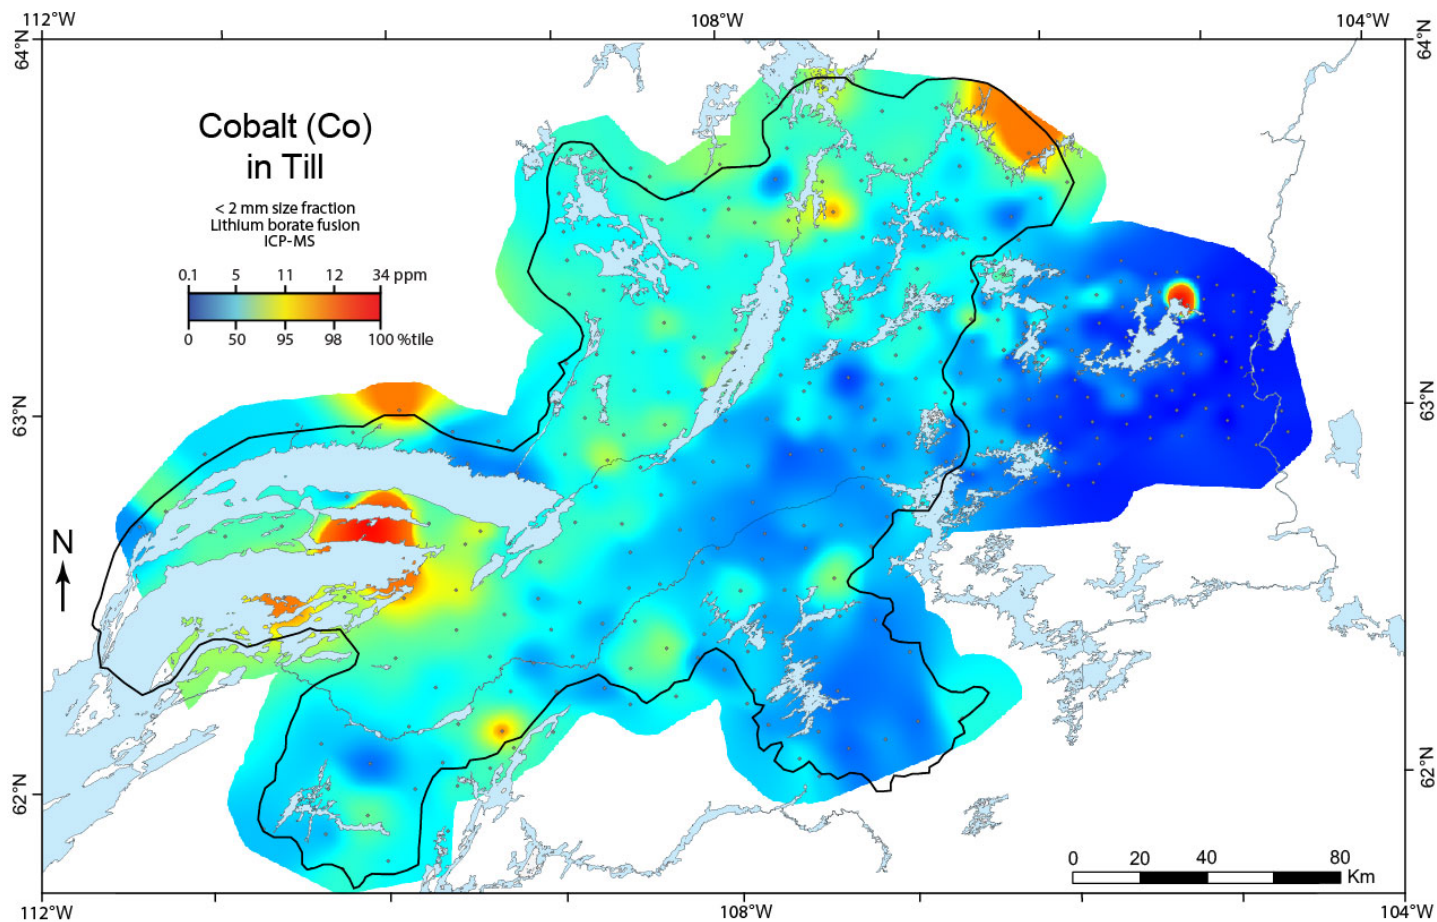 112°W
108°W
104°W
64°N
64°N
Cobalt (Co)
in Till
< 2 mm size fraction
Lithium borate fusion
ICP-MS
0.1 5 11 12 34 ppm
0 50 95 98 100 %tile
63°N
63°N
N
62°N
62°N
0 20 40 80
Km
112°W
108°W
104°W